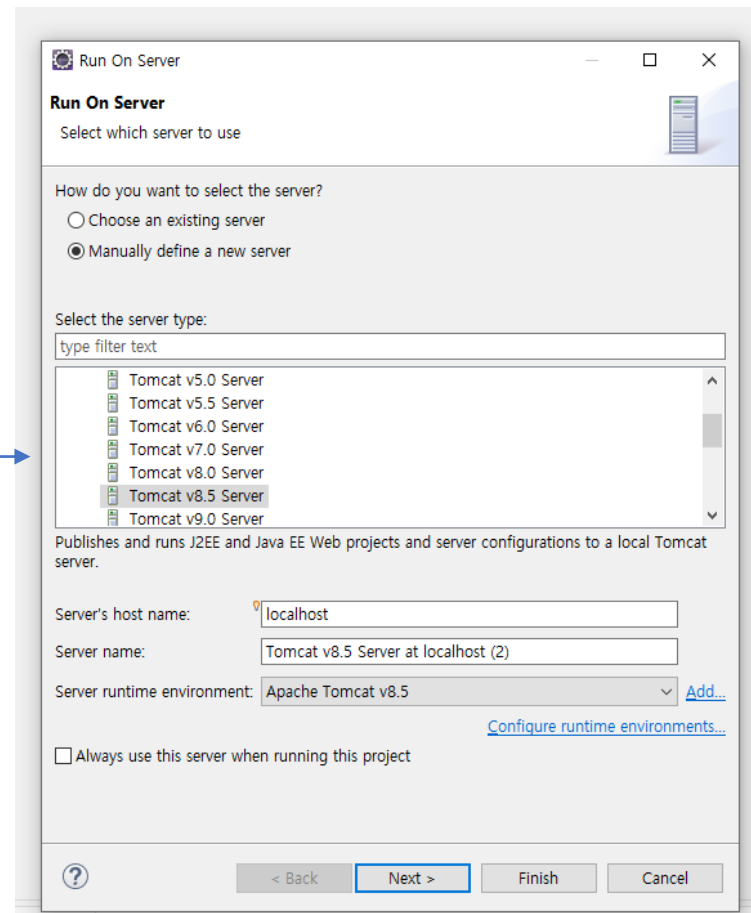 Run On Server
Run On Server
Select which server to use
How do you want to select the server?
Choose an existing server
Manually define a new server
Select the server type:
type filter text
Tomcat v5.0 Server
Tomcat v5.5 Server
Tomcat v6.0 Server
Tomcat v7.0 Server
Tomcat v8.0 Server
Tomcat v8.5 Server
Tomcat v9.0 Server
Publishes and runs J2EE and Java EE Web projects and server configurations to a local Tomcat
server.
Server's host name: localhost
Server name: Tomcat v8.5 Server at localhost (2)
Server runtime environment: Apache Tomcat v8.5 Add...
Configure runtime environments...
Always use this server when running this project
? < Back Next > Finish Cancel